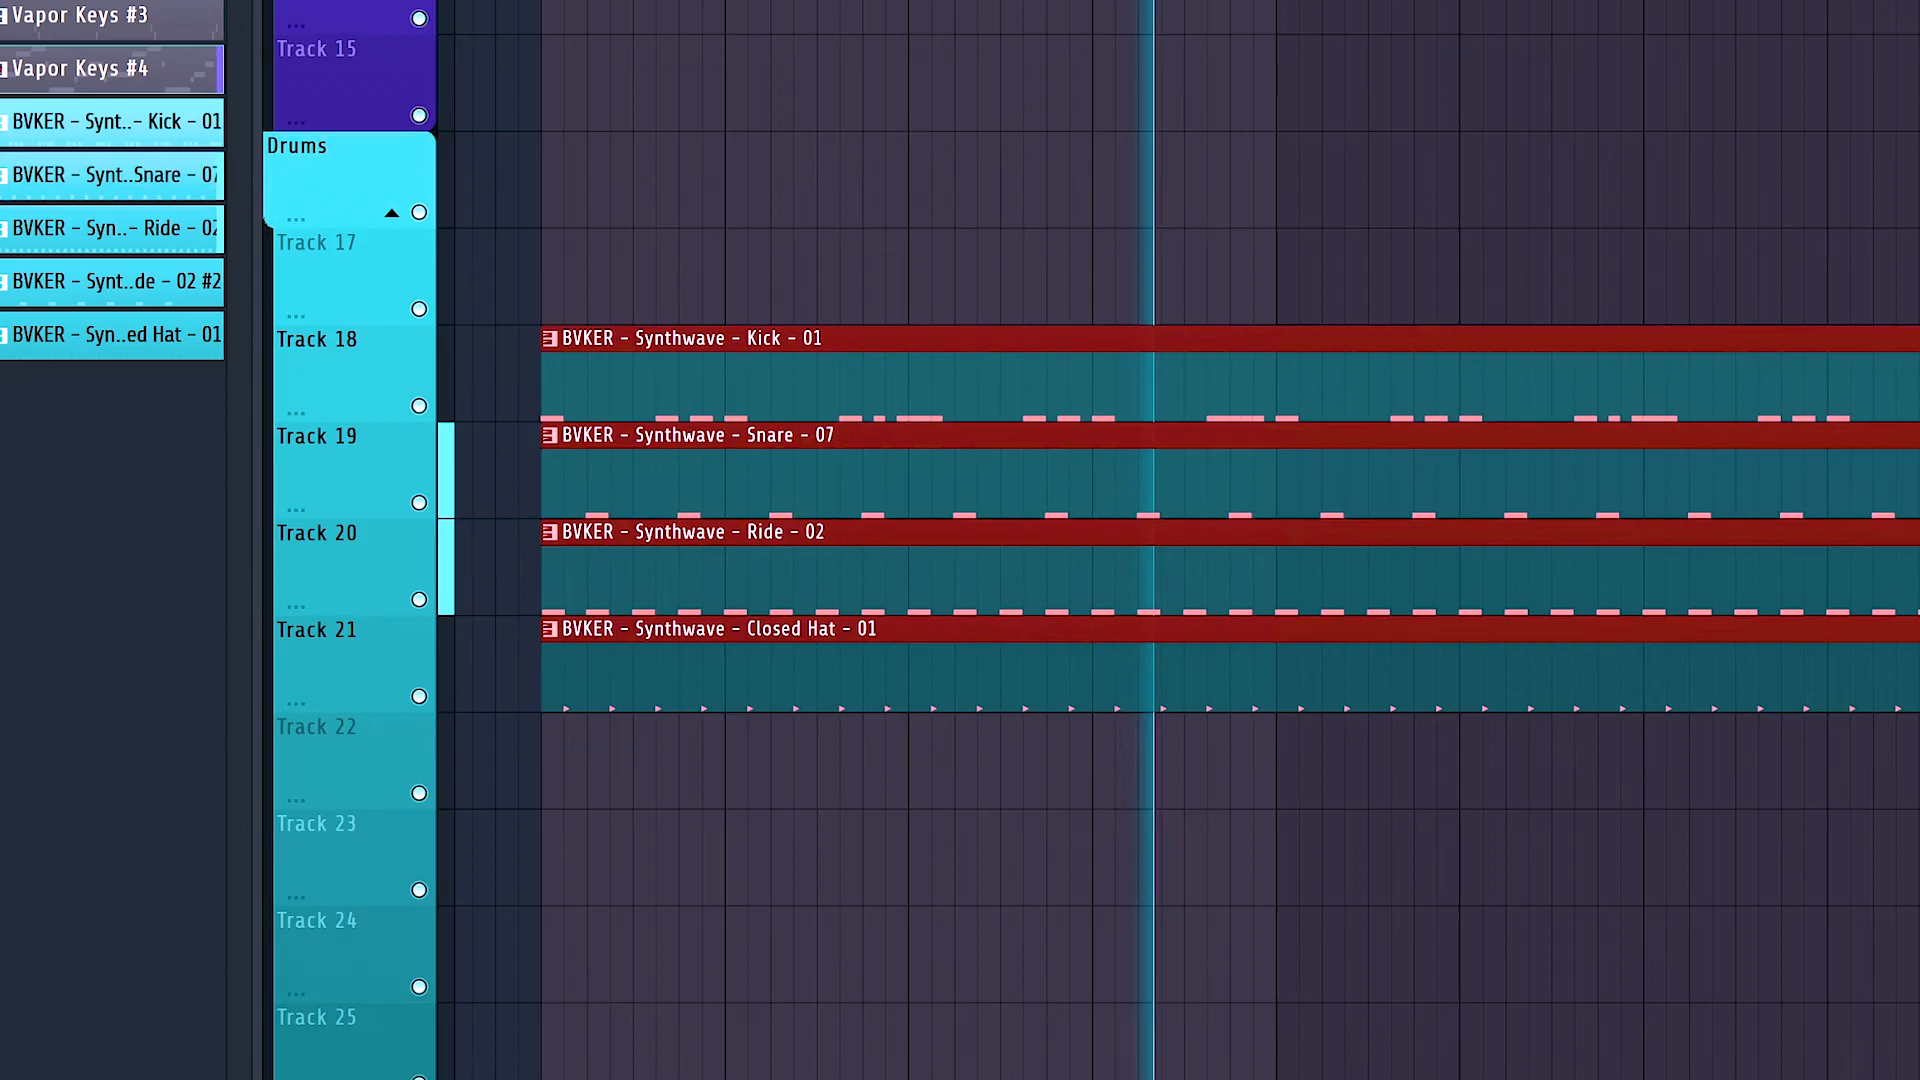 Vapor Keys #3
Vapor Keys #4
BVKER – Synt..– Kick – 01
BVKER – Synt..Snare – 07
BVKER – Syn..– Ride – 02
BVKER – Synt..de – 02 #2
BVKER – Syn..ed Hat – 01
...
Track 15
...
Drums
...
Track 17
...
Track 18
...
Track 19
...
Track 20
...
Track 21
...
Track 22
...
Track 23
...
Track 24
...
Track 25
BVKER – Synthwave – Kick – 01
BVKER – Synthwave – Snare – 07
BVKER – Synthwave – Ride – 02
BVKER – Synthwave – Closed Hat – 01